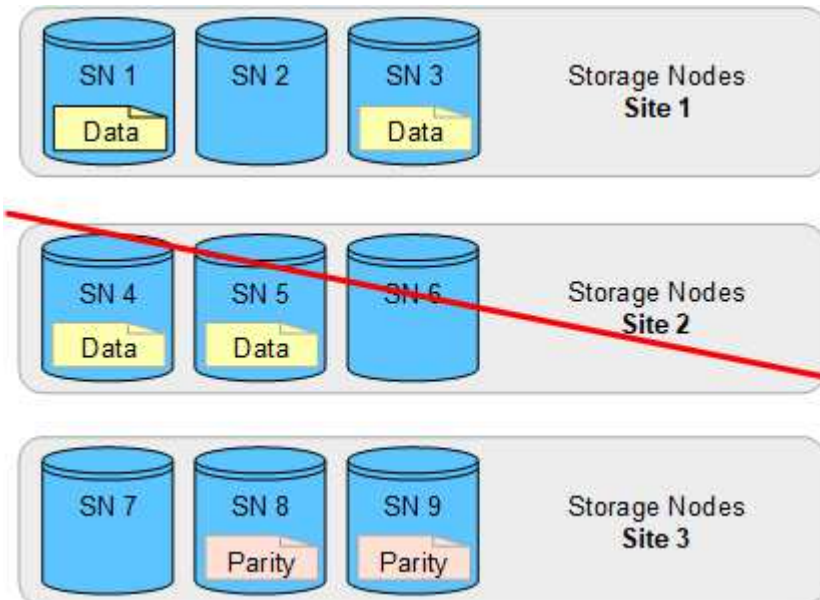 SN 1 SN 2 SN 3 Storage Nodes
Site 1
Data Data
SN 4 SN 5 SN 6 Storage Nodes
Site 2
Data Data
SN 7 SN 8 SN 9 Storage Nodes
Site 3
Parity Parity